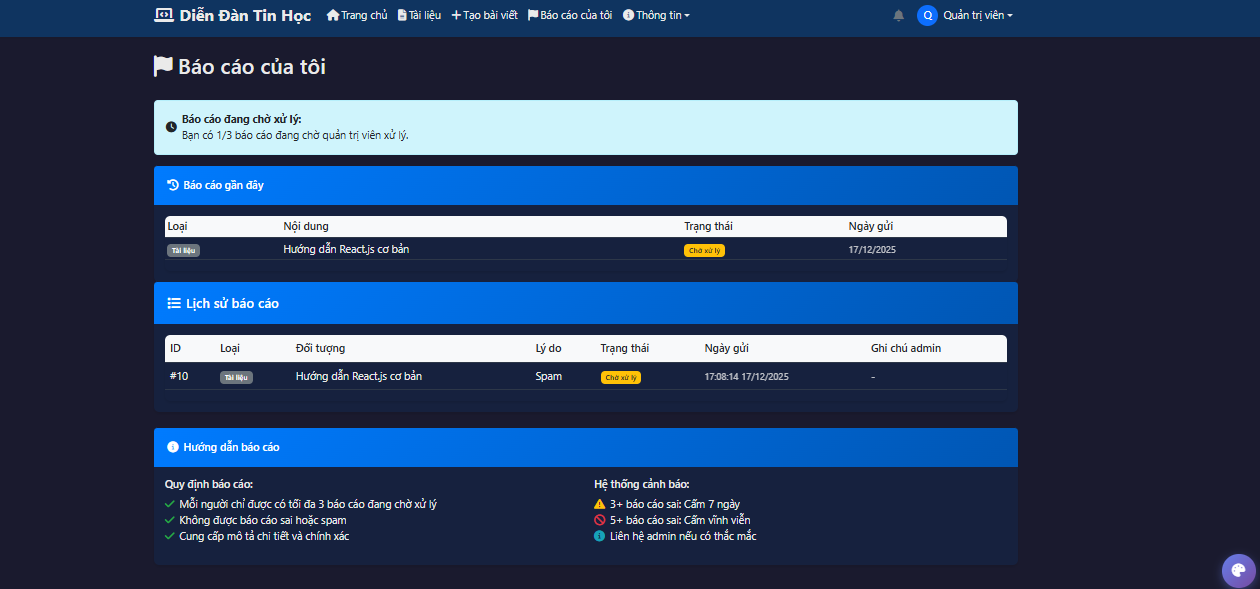 Diễn Đàn Tin Học Trang chủ Tài liệu Tạo bài viết Báo cáo của tôi Thông tin Q Quản trị viên
Báo cáo của tôi
Báo cáo đang chờ xử lý:
Bạn có 1/3 báo cáo đang chờ quản trị viên xử lý.
Báo cáo gần đây
Loại Nội dung Trạng thái Ngày gửi
Tài liệu Hướng dẫn React.js cơ bản Chờ xử lý 17/12/2025
Lịch sử báo cáo
ID Loại Đối tượng Lý do Trạng thái Ngày gửi Ghi chú admin
#10 Tài liệu Hướng dẫn React.js cơ bản Spam Chờ xử lý 17:08:14 17/12/2025 -
Hướng dẫn báo cáo
Quy định báo cáo: Hệ thống cảnh báo:
Mỗi người chỉ được có tối đa 3 báo cáo đang chờ xử lý 3+ báo cáo sai: Cấm 7 ngày
Không được báo cáo sai hoặc spam 5+ báo cáo sai: Cấm vĩnh viễn
Cung cấp mô tả chi tiết và chính xác Liên hệ admin nếu có thắc mắc